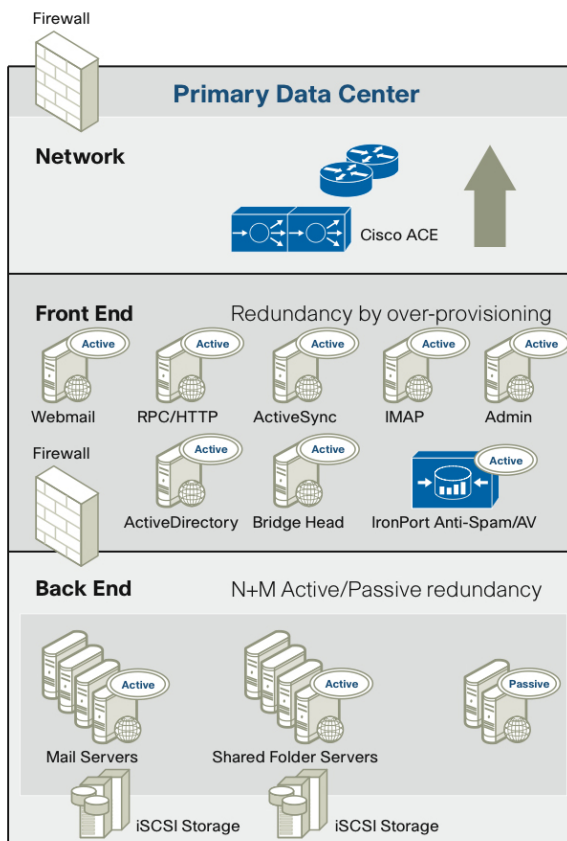 Firewall
Primary Data Center
Network
Cisco ACE
Front End
Redundancy by over-provisioning
Active
Active
Active
Active
Active
Webmail
RPC/HTTP
ActiveSync
IMAP
Admin
Firewall
Active
Active
Active
ActiveDirectory
Bridge Head
IronPort Anti-Spam/AV
Back End
N+M Active/Passive redundancy
Active
Active
Passive
Mail Servers
Shared Folder Servers
iSCSI Storage
iSCSI Storage